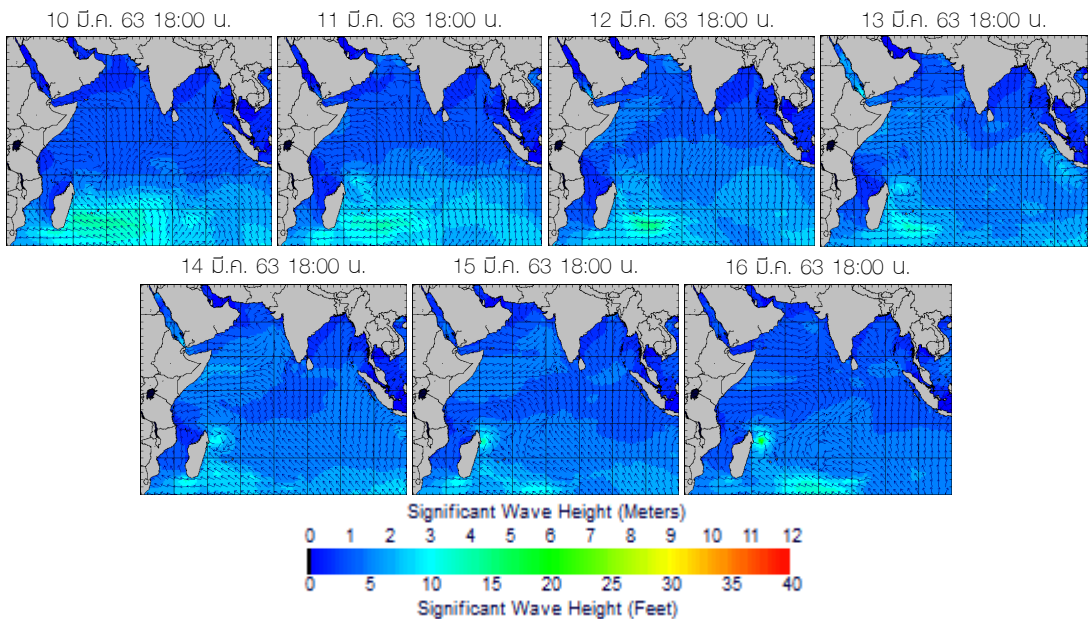 10 มี.ค. 63 18:00 น.
11 มี.ค. 63 18:00 น.
12 มี.ค. 63 18:00 น.
13 มี.ค. 63 18:00 น.
14 มี.ค. 63 18:00 น.
15 มี.ค. 63 18:00 น.
16 มี.ค. 63 18:00 น.
Significant Wave Height (Meters)
0 1 2 3 4 5 6 7 8 9 10 11 12
0 5 10 15 20 25 30 35 40
Significant Wave Height (Feet)